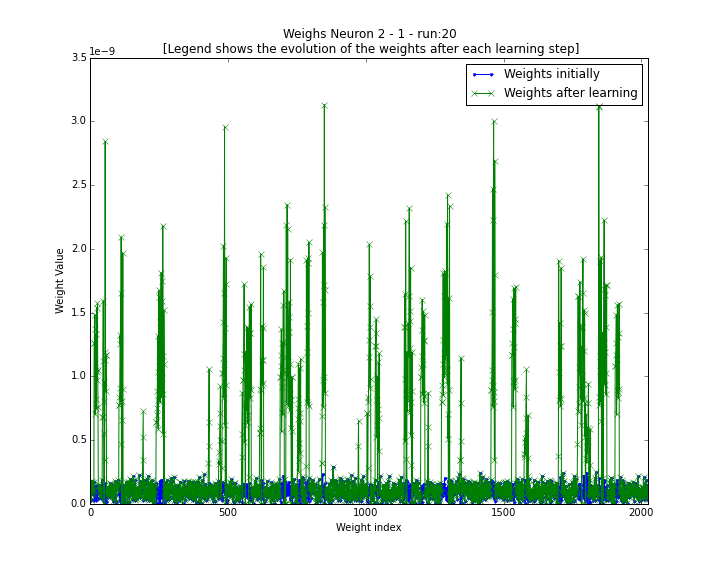 Weighs Neuron 2 - 1 - run:20
[Legend shows the evolution of the weights after each learning step]
1e−9
3.5
Weights initially
Weights after learning
3.0
2.5
2.0
Weight Value
1.5
1.0
0.5
0.0
0 500 1000 1500 2000
Weight index